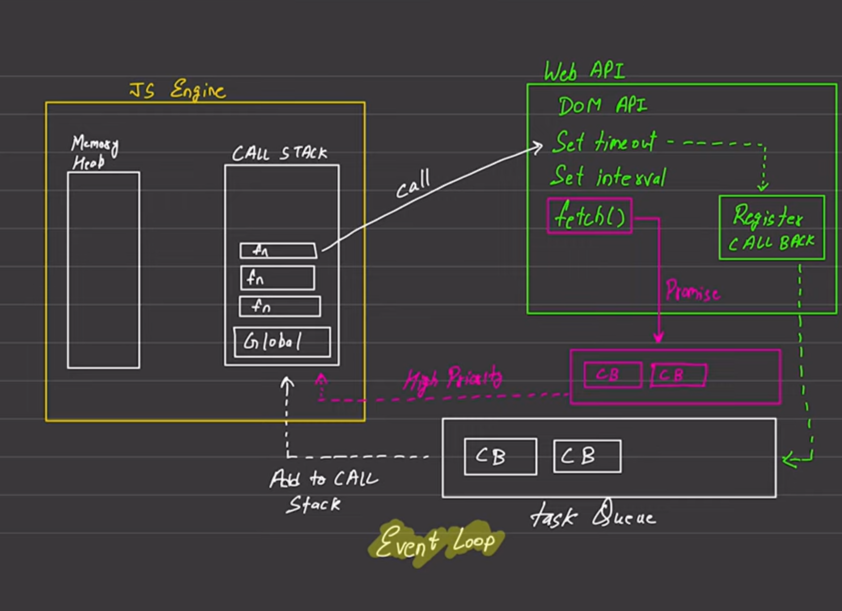 JS Engine
Memory
Heab
CALL STACK
fn
fn
fn
Global
call
Web API
DOM API
Set timeout
Set interval
fetch()
Register
CALL BACK
Promise
High Priority
CB
CB
CB
CB
Add to CALL
Stack
task Queue
Event Loop